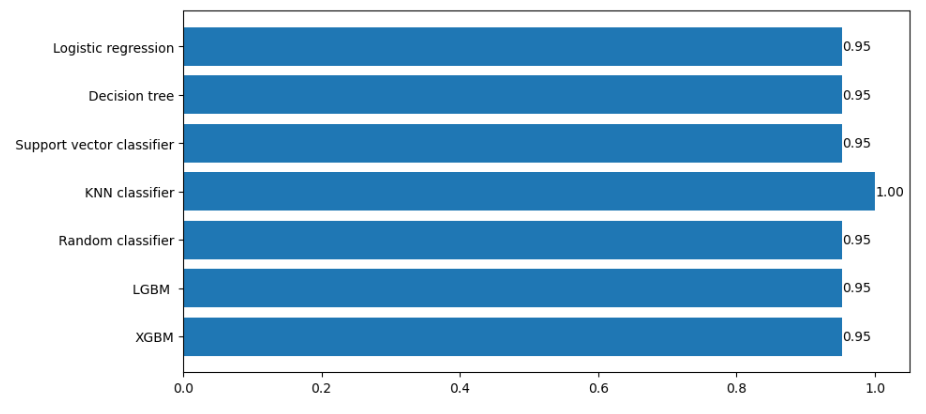 Logistic regression 0.95
Decision tree 0.95
Support vector classifier 0.95
KNN classifier 1.00
Random classifier 0.95
LGBM 0.95
XGBM 0.95
0.0 0.2 0.4 0.6 0.8 1.0